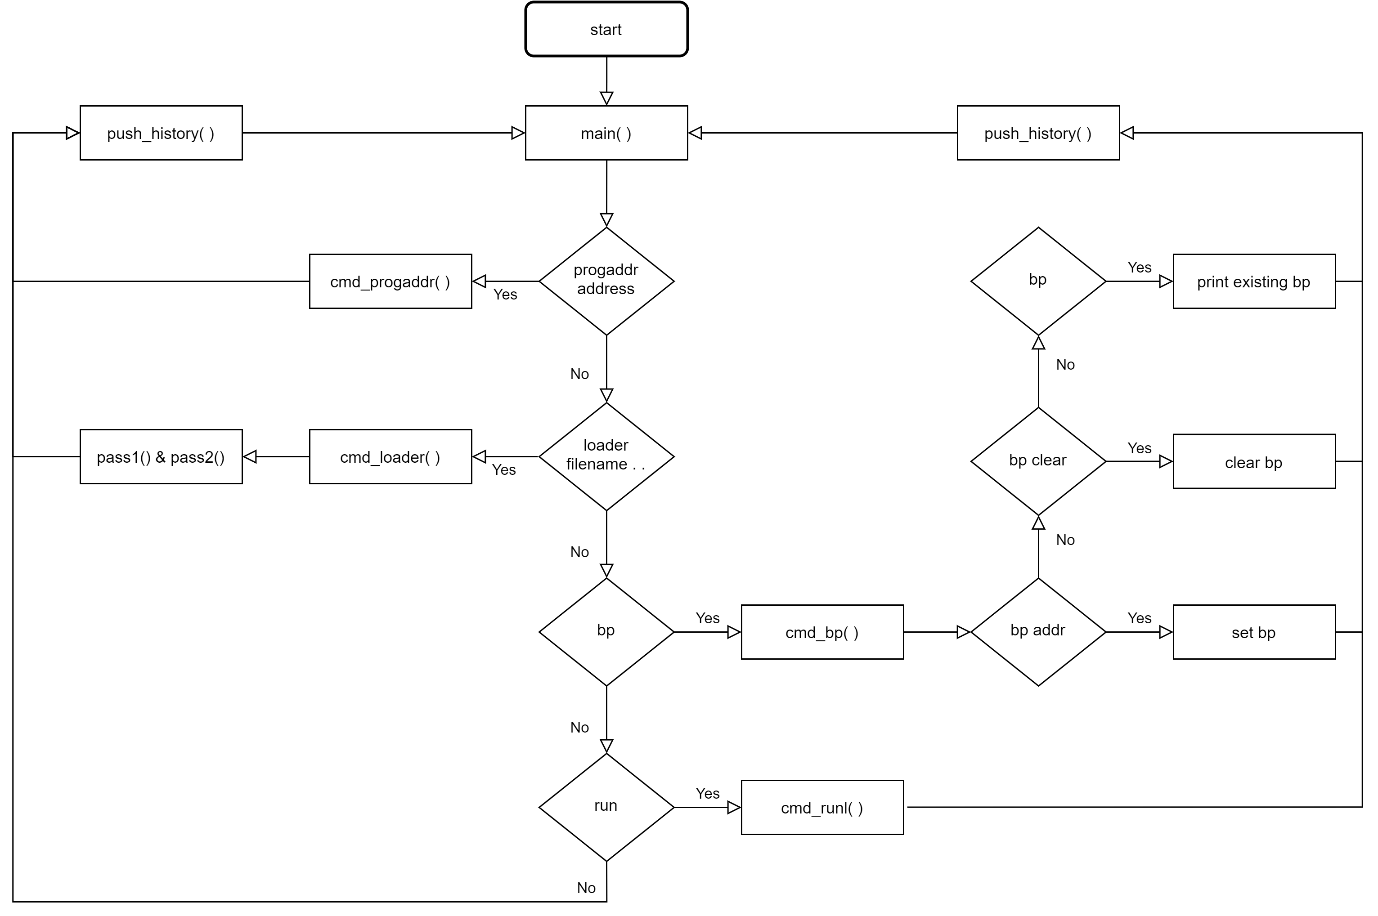 start
push_history( )
main( )
push_history( )
cmd_progaddr( )
Yes
progaddr
address
bp
Yes
print existing bp
No
No
pass1() & pass2()
cmd_loader( )
Yes
loader
filename . .
bp clear
Yes
clear bp
No
No
bp
Yes
cmd_bp( )
bp addr
Yes
set bp
No
run
Yes
cmd_runl( )
No